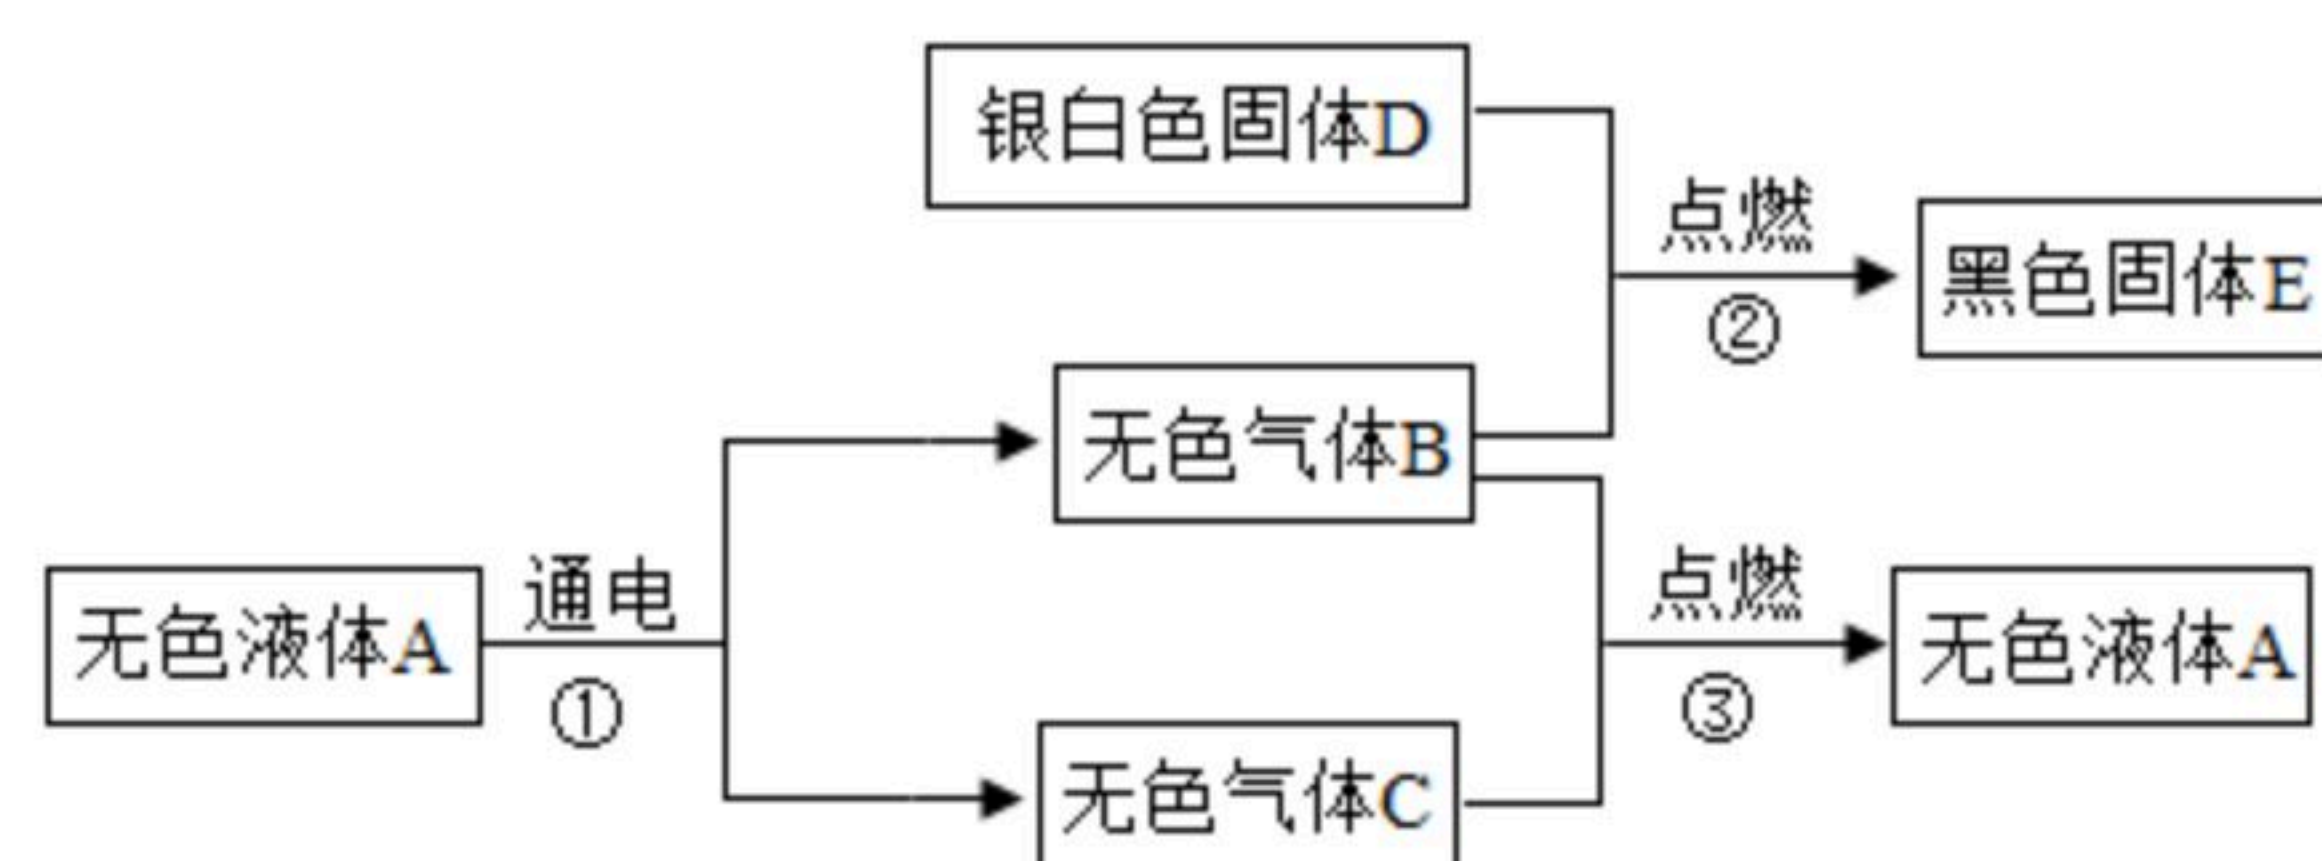 银白色固体D
点燃
②
黑色固体E
无色气体B
无色液体A
通电
①
点燃
③
无色液体A
无色气体C